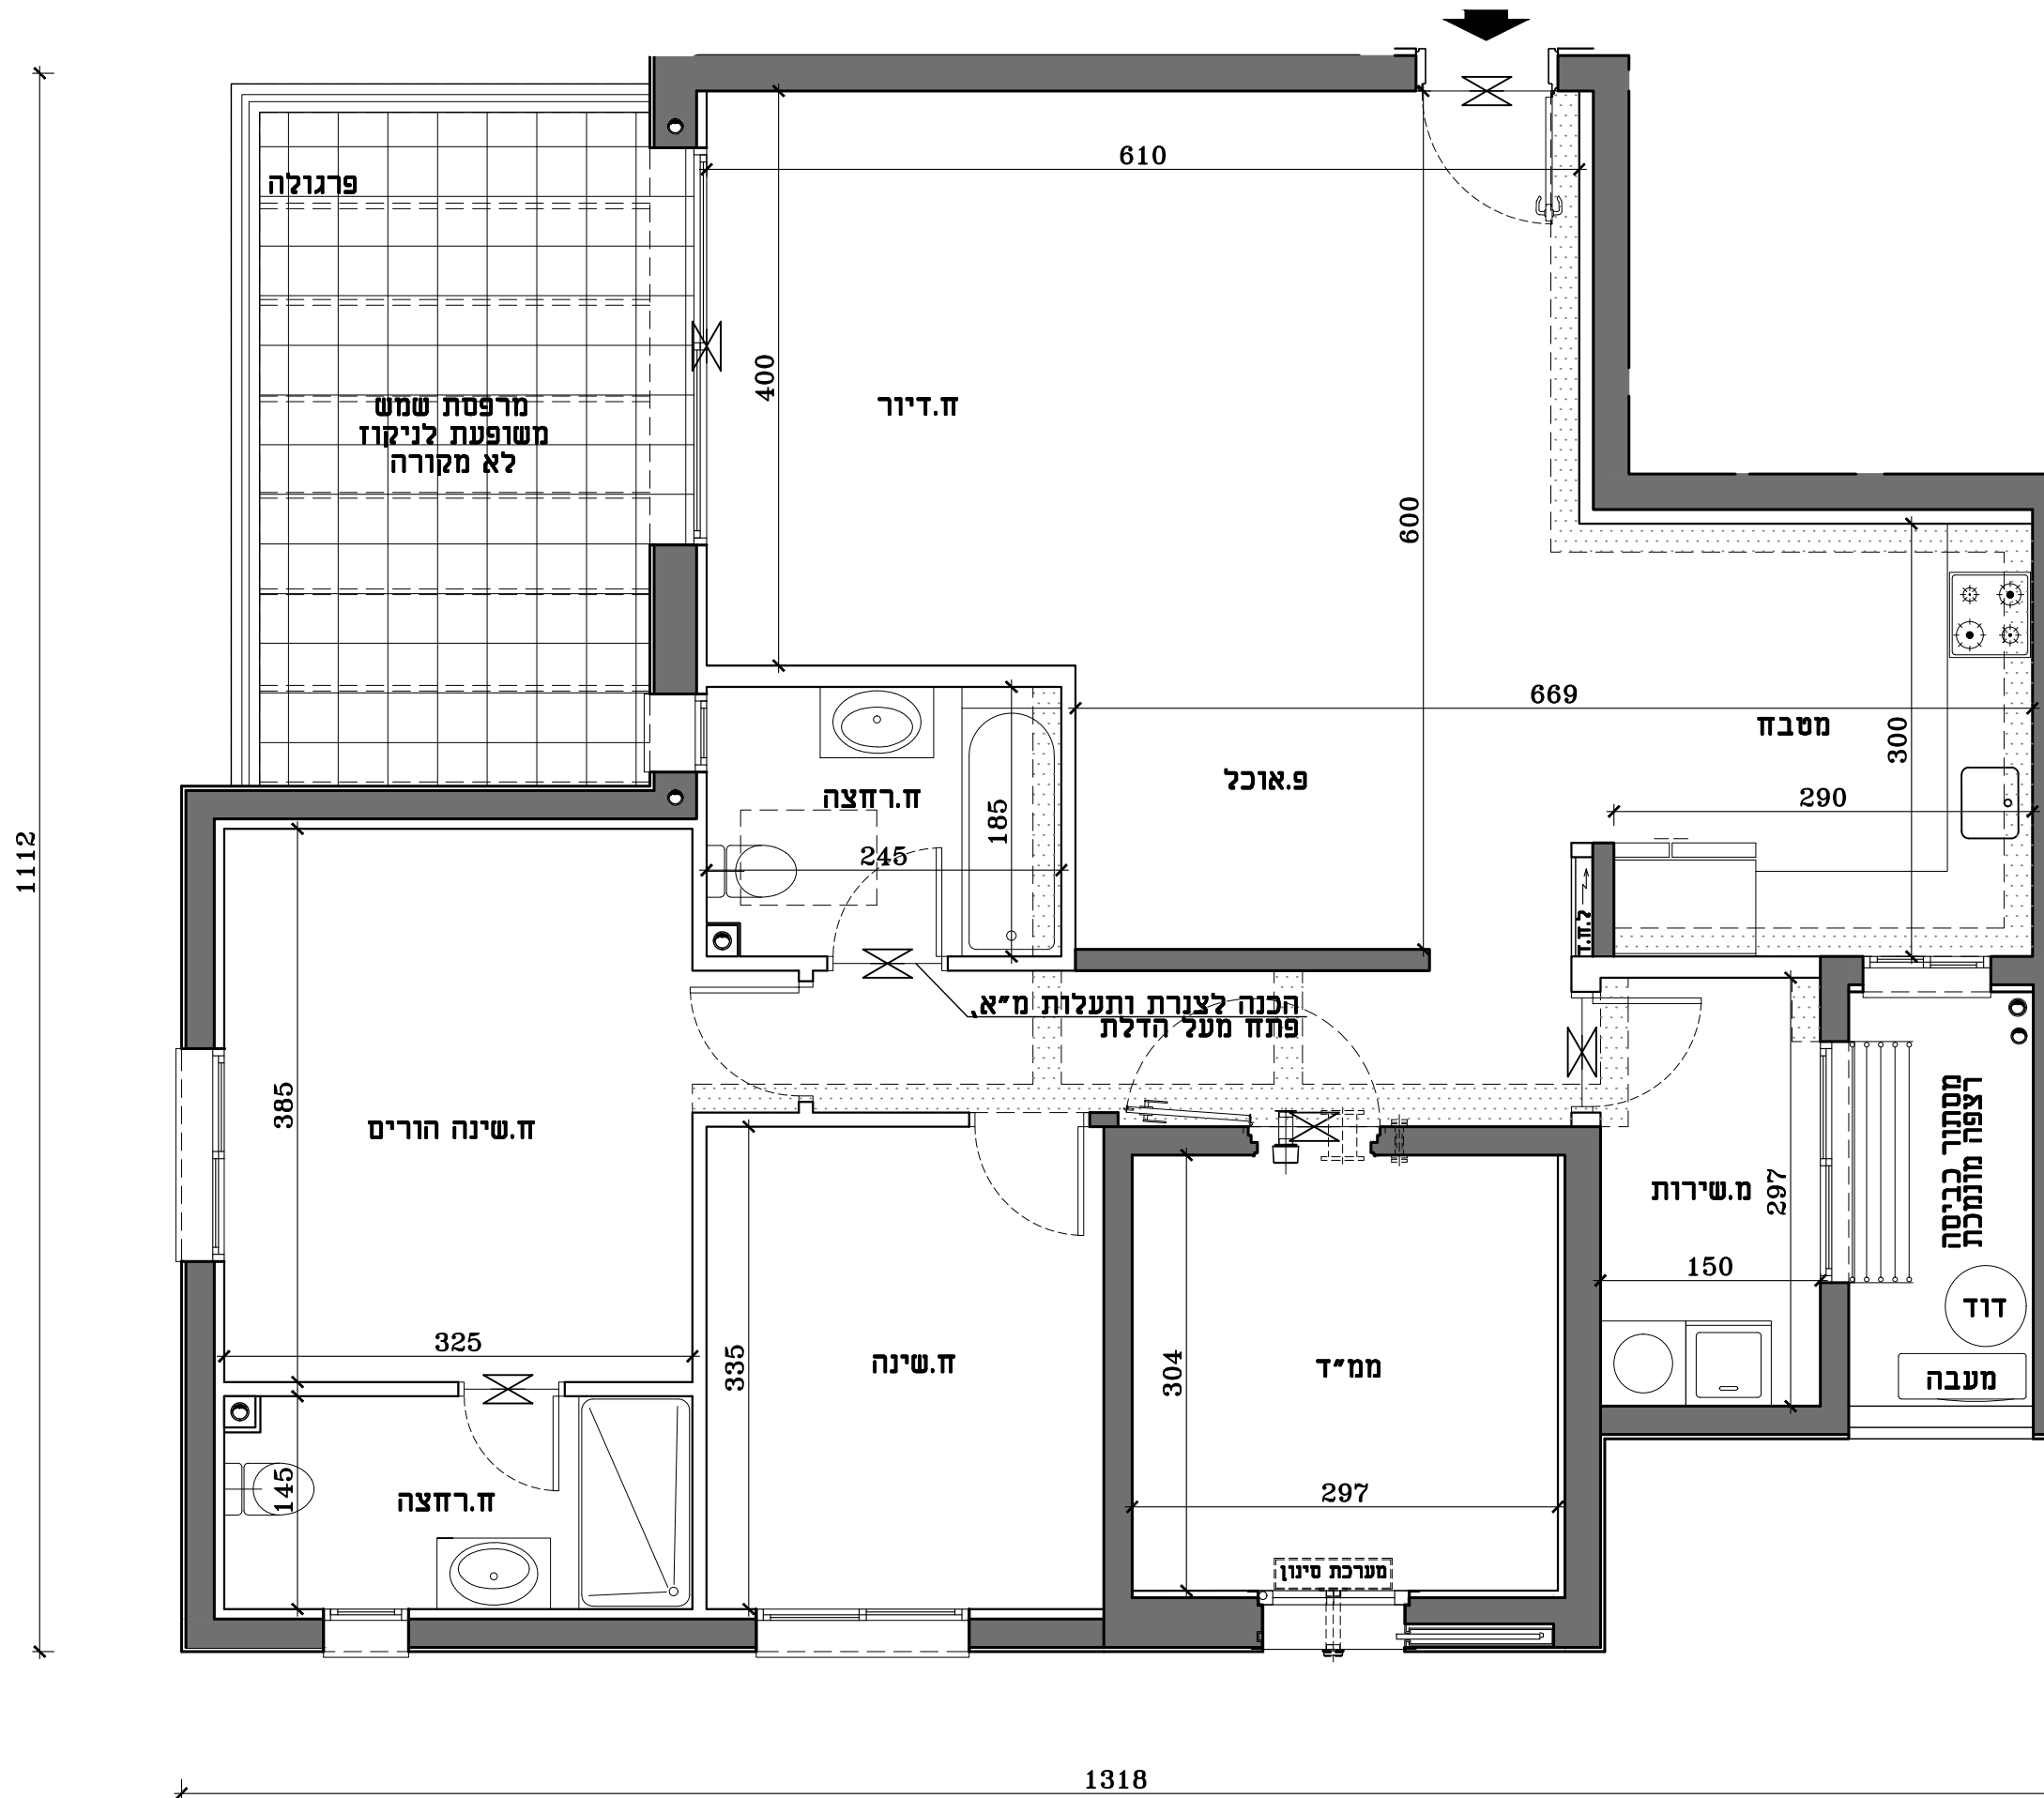 610
פרגולה
400
ח.דיור
מרפסת שמש
משופעת לניקוז
לא מקורה
600
669
מטבח
300
פ.אוכל
290
ח.רחצה
185
245
1112
ל.ח.ד
הכנה לצנרת ותעלות מ״א,
פתח מעל הדלת
385
ח.שינה הורים
מסתור כביסה
רצפה מונמכת
מ.שירות
297
150
דוד
325
335
ח.שינה
304
ממ״ד
מעבה
145
ח.רחצה
297
מערכת סינון
1318